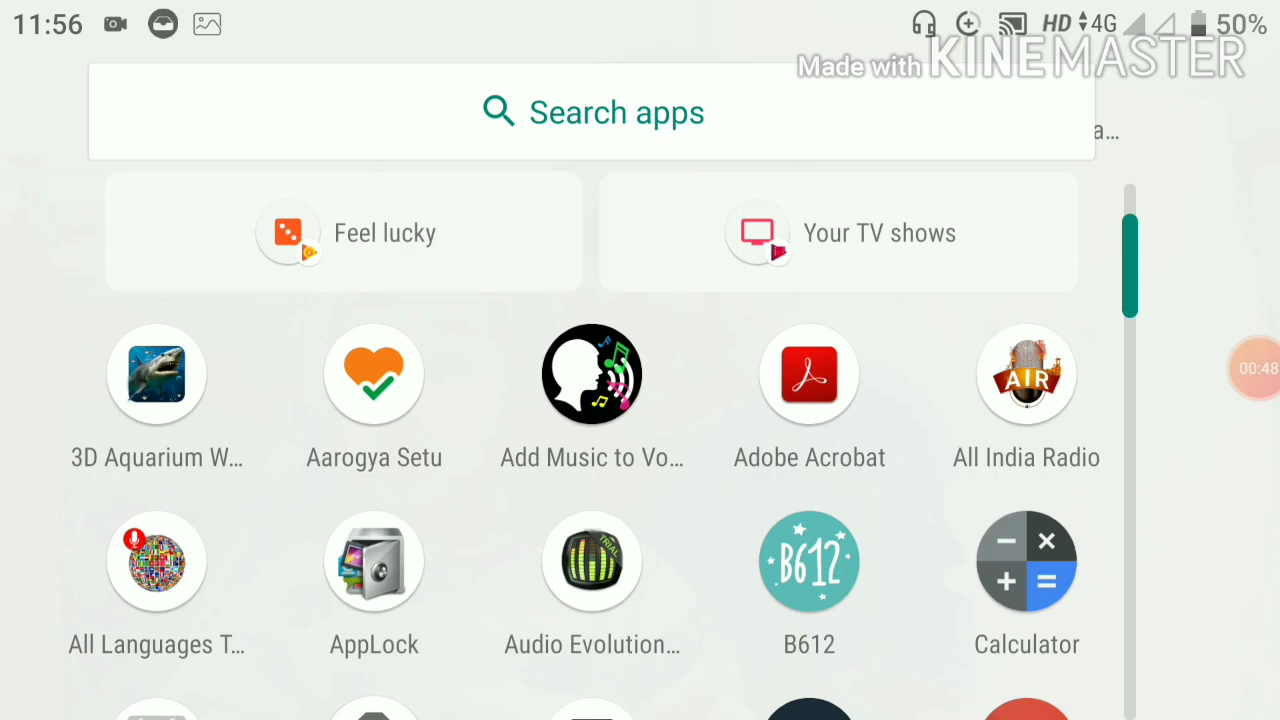 11:56 HD 4G 50%
Made with KINEMASTER
Search apps
a...
Feel lucky Your TV shows
00:48
AIR
3D Aquarium W... Aarogya Setu Add Music to Vo... Adobe Acrobat All India Radio
TRIAL B612
All Languages T... AppLock Audio Evolution... B612 Calculator